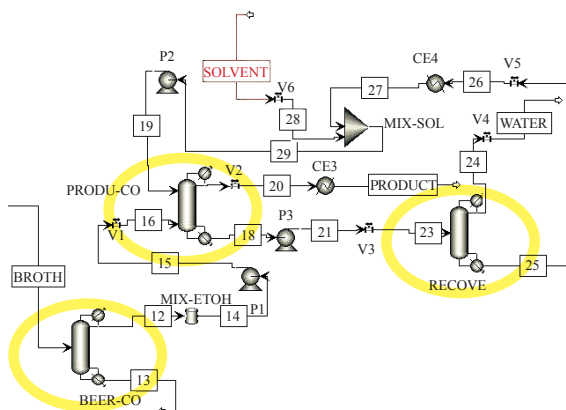 P2
SOLVENT
V6
CE4
26
V5
27
28
V4
WATER
19
MIX-SOL
29
24
PRODU-CO
V2
20
CE3
PRODUCT
16
V1
18
P3
21
V3
23
15
25
RECOVE
BROTH
MIX-ETOH
12
14
P1
13
BEER-CO